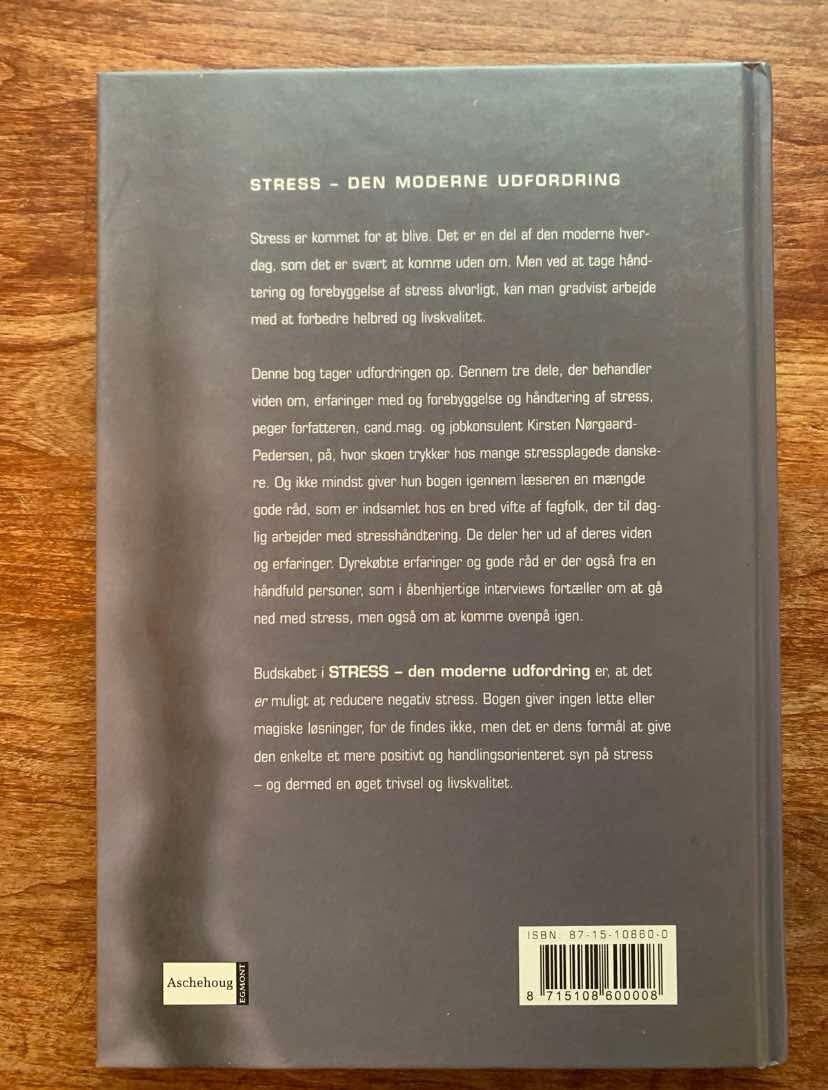 STRESS – DEN MODERNE UDFORDRING
Stress er kommet for at blive. Det er en del af den moderne hver-
dag, som det er svært at komme uden om. Men ved at tage hånd-
tering og forebyggelse af stress alvorligt, kan man gradvist arbejde
med at forbedre helbred og livskvalitet.
Denne bog tager udfordringen op. Gennem tre dele, der behandler
viden om, erfaringer med og forebyggelse og håndtering af stress,
peger forfatteren, cand.mag. og jobkonsulent Kirsten Nørgaard-
Pedersen, på, hvor skoen trykker hos mange stressplagede danske-
re. Og ikke mindst giver hun bogen igennem læseren en mængde
gode råd, som er indsamlet hos en bred vifte af fagfolk, der til dag-
lig arbejder med stresshåndtering. De deler her ud af deres viden
og erfaringer. Dyrekøbte erfaringer og gode råd er der også fra en
håndfuld personer, som i åbenhjertige interviews fortæller om at gå
ned med stress, men også om at komme ovenpå igen.
Budskabet i STRESS – den moderne udfordring er, at det
er muligt at reducere negativ stress. Bogen giver ingen lette eller
magiske løsninger, for de findes ikke, men det er dens formål at give
den enkelte et mere positivt og handlingsorienteret syn på stress
– og dermed en øget trivsel og livskvalitet.
ISBN: 87-15-10860-0
8 715108 600008
Aschehoug
EGMONT